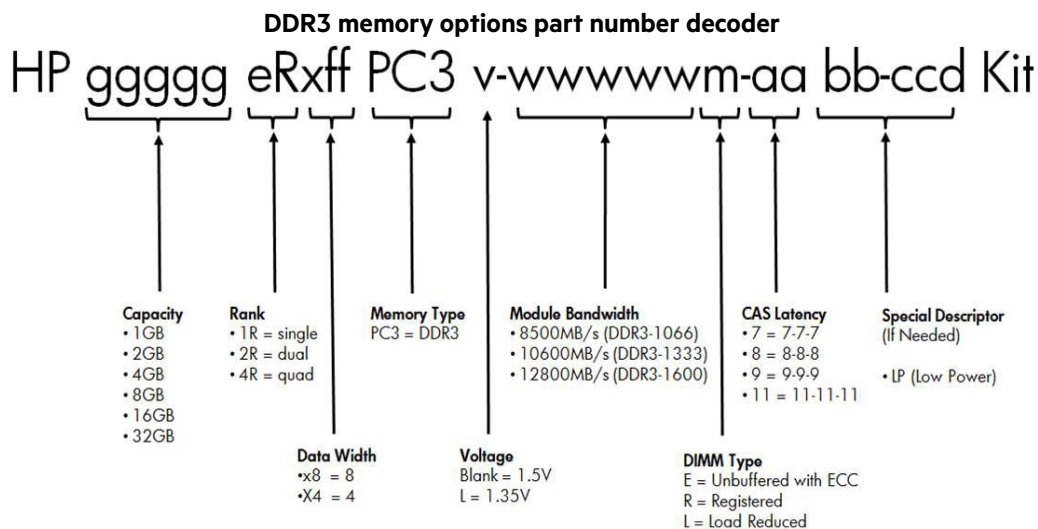 DDR3 memory options part number decoder
HP ggggg eRxff PC3 v-wwwwwm-aa bb-ccd Kit
Capacity
• 1GB
• 2GB
• 4GB
• 8GB
• 16GB
• 32GB
Rank
• 1R = single
• 2R = dual
• 4R = quad
Memory Type
PC3 = DDR3
Module Bandwidth
• 8500MB/s (DDR3-1066)
• 10600MB/s (DDR3-1333)
• 12800MB/s (DDR3-1600)
CAS Latency
• 7 = 7-7-7
• 8 = 8-8-8
• 9 = 9-9-9
• 11 = 11-11-11
Special Descriptor
(If Needed)
• LP (Low Power)
Data Width
•x8 = 8
•X4 = 4
Voltage
Blank = 1.5V
L = 1.35V
DIMM Type
E = Unbuffered with ECC
R = Registered
L = Load Reduced